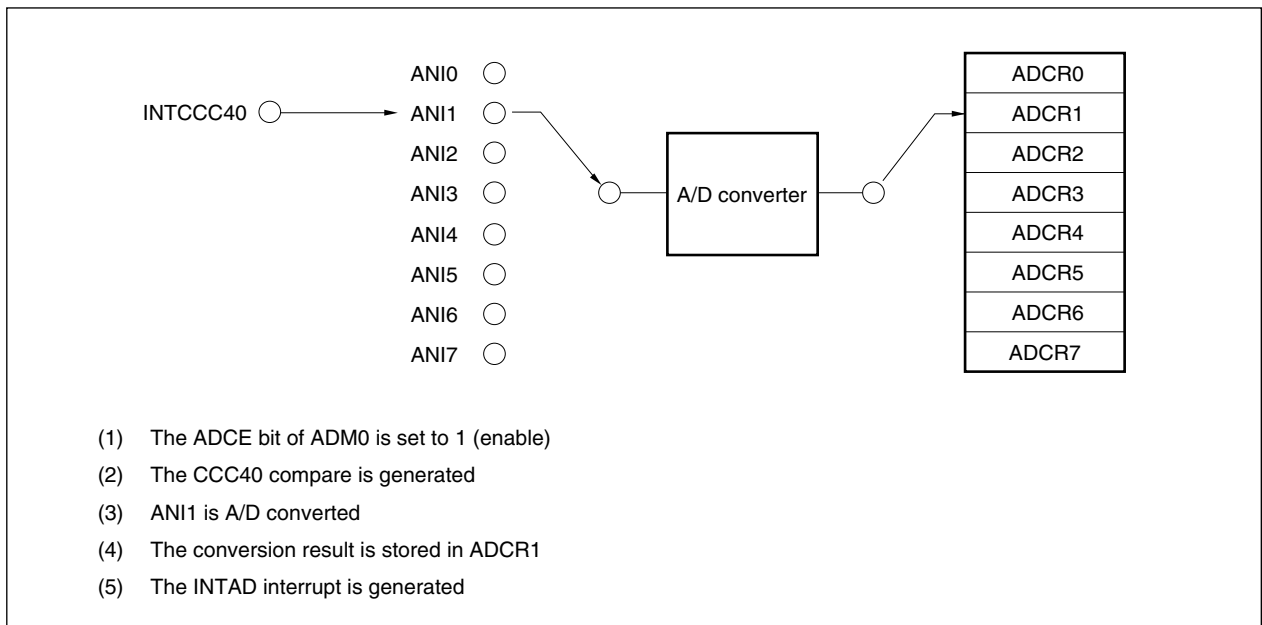 INTCCC40
ANI0
ANI1
ANI2
ANI3
ANI4
ANI5
ANI6
ANI7
A/D converter
ADCR0
ADCR1
ADCR2
ADCR3
ADCR4
ADCR5
ADCR6
ADCR7
(1) The ADCE bit of ADM0 is set to 1 (enable)
(2) The CCC40 compare is generated
(3) ANI1 is A/D converted
(4) The conversion result is stored in ADCR1
(5) The INTAD interrupt is generated